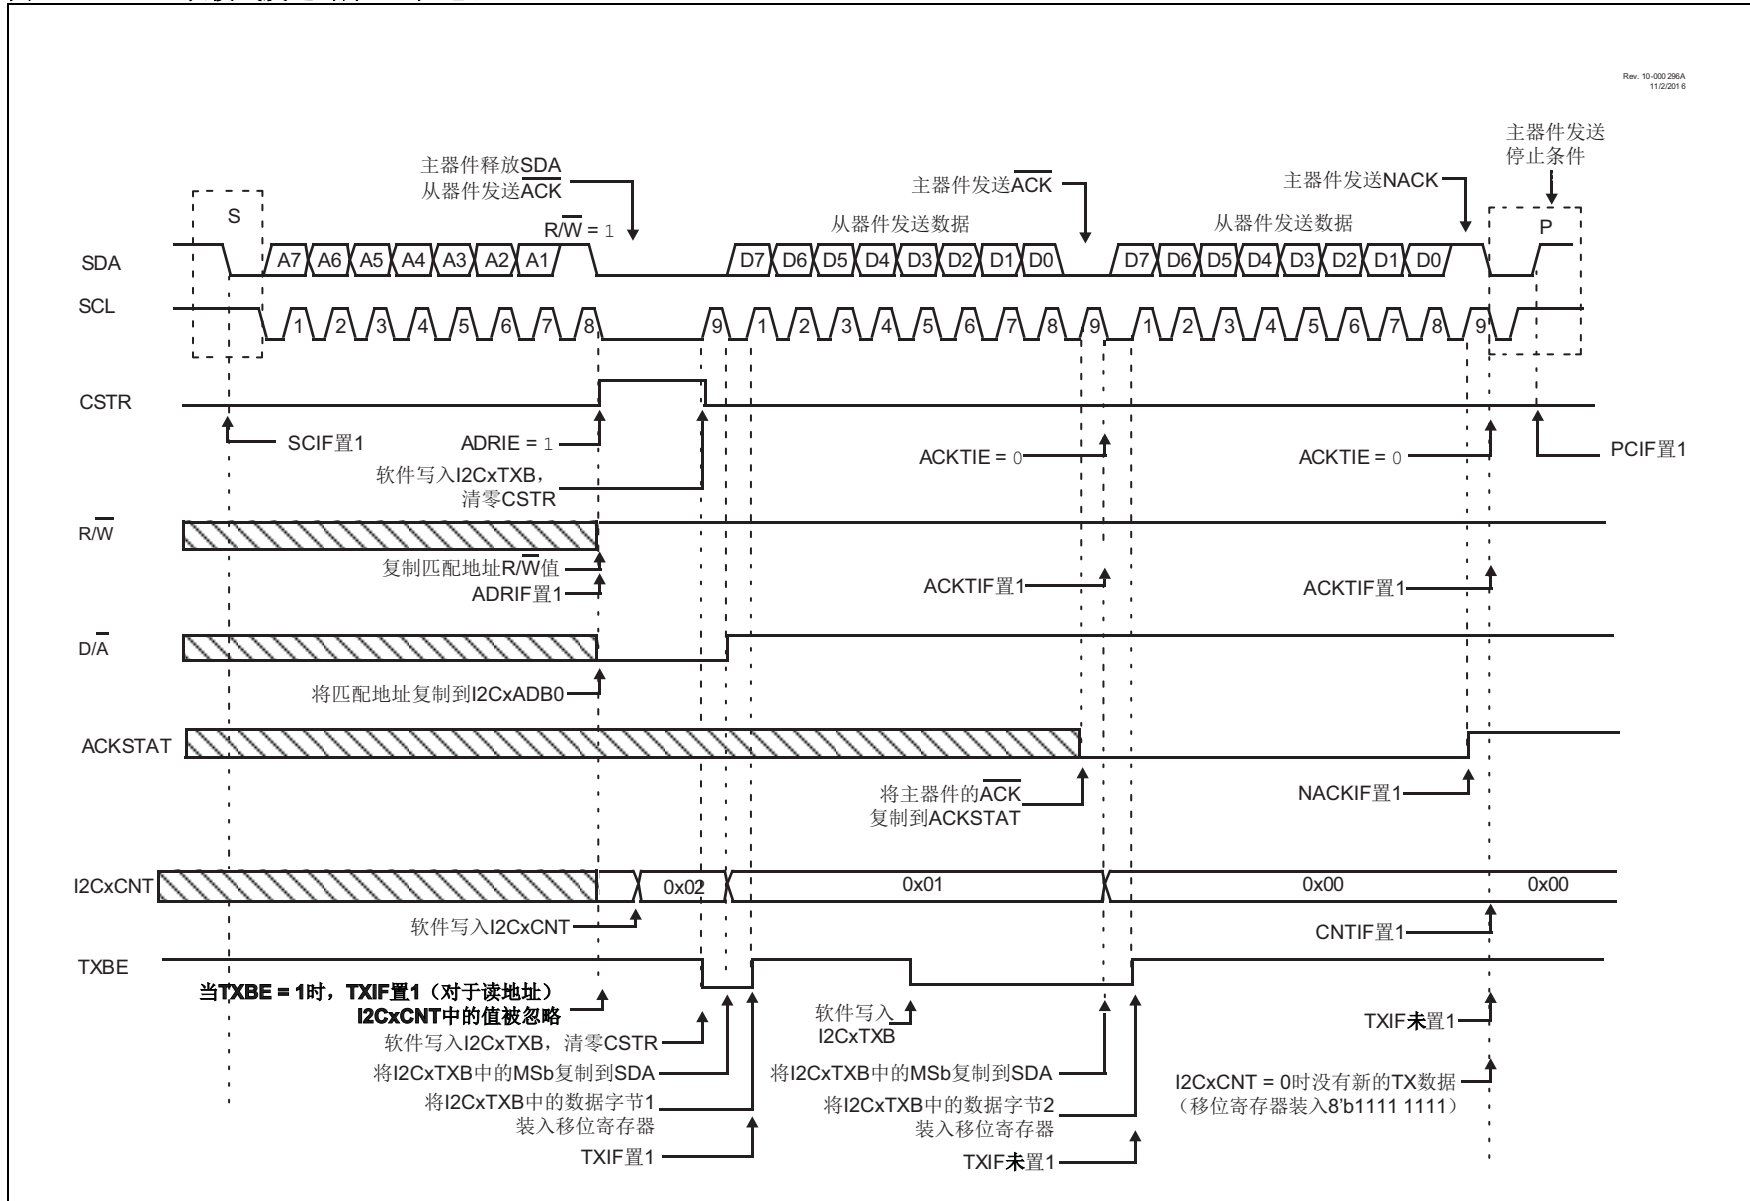 Rev. 10-000 296A
11/2/201 6
主器件发送
停止条件
主器件释放SDA
从器件发送ACK
主器件发送ACK
主器件发送NACK
S
R/W = 1
从器件发送数据
从器件发送数据
P
SDA
A7 A6 A5 A4 A3 A2 A1
D7 D6 D5 D4 D3 D2 D1 D0
D7 D6 D5 D4 D3 D2 D1 D0
SCL
1 2 3 4 5 6 7 8 9 1 2 3 4 5 6 7 8 9 1 2 3 4 5 6 7 8 9
CSTR
SCIF置1
ADRIE = 1
ACKTIE = 0
ACKTIE = 0
PCIF置1
软件写入I2CxTXB,
清零CSTR
R/W
复制匹配地址R/W值
ADRIF置1
ACKTIF置1
ACKTIF置1
D/A
将匹配地址复制到I2CxADB0
ACKSTAT
将主器件的ACK
复制到ACKSTAT
NACKIF置1
I2CxCNT
0x02
0x01
0x00
0x00
软件写入I2CxCNT
CNTIF置1
TXBE
当TXBE = 1时，TXIF置1（对于读地址）
I2CxCNT中的值被忽略
软件写入
I2CxTXB
TXIF未置1
软件写入I2CxTXB，清零CSTR
将I2CxTXB中的MSb复制到SDA
将I2CxTXB中的MSb复制到SDA
I2CxCNT = 0时没有新的TX数据
（移位寄存器装入8'b1111 1111）
将I2CxTXB中的数据字节1
装入移位寄存器
将I2CxTXB中的数据字节2
装入移位寄存器
TXIF置1
TXIF未置1